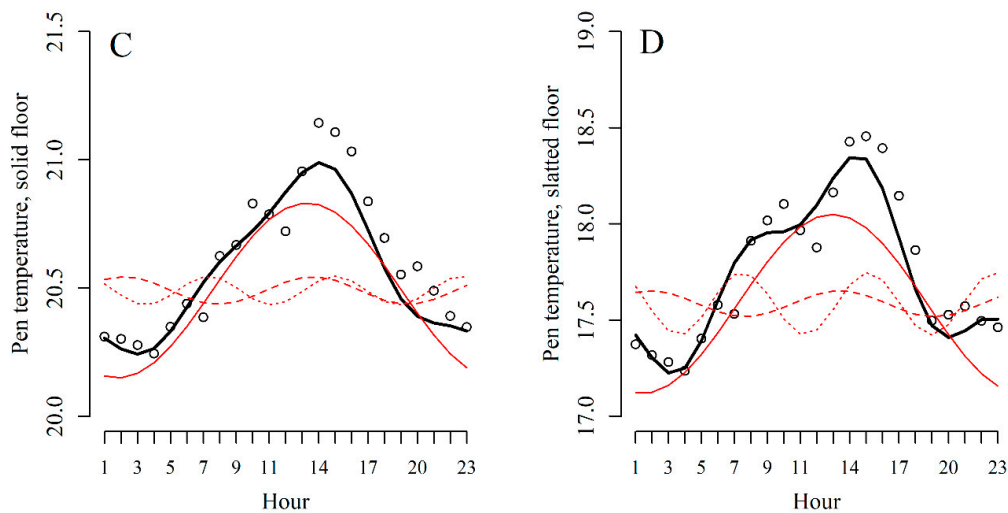 C
Pen temperature, solid floor
21.5
21.0
20.5
20.0
1 3 5 7 9 11 14 17 20 23
Hour
D
Pen temperature, slatted floor
19.0
18.5
18.0
17.5
17.0
1 3 5 7 9 11 14 17 20 23
Hour